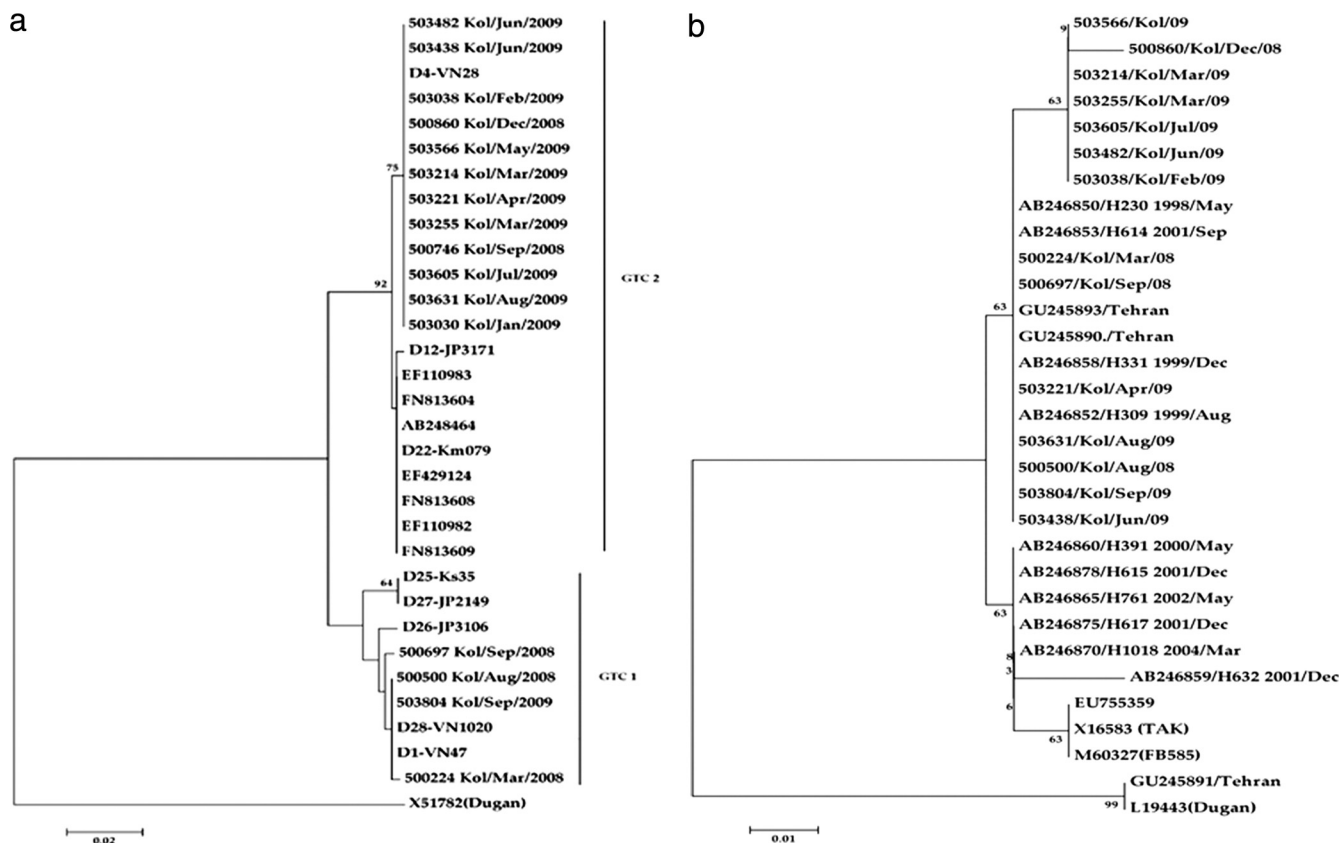 a
503482 Kol/Jun/2009
503438 Kol/Jun/2009
D4-VN28
503038 Kol/Feb/2009
500860 Kol/Dec/2008
503566 Kol/May/2009
75
503214 Kol/Mar/2009
503221 Kol/Apr/2009
503255 Kol/Mar/2009
500746 Kol/Sep/2008
503605 Kol/Jul/2009
92
503631 Kol/Aug/2009
503030 Kol/Jan/2009
D12-JP3171
EF110983
FN813604
AB248464
D22-Km079
EF429124
FN813608
EF110982
FN813609
GTC 2
D25-Ks35
64
D27-JP2149
D26-JP3106
500697 Kol/Sep/2008
500500 Kol/Aug/2008
503804 Kol/Sep/2009
D28-VN1020
D1-VN47
500224 Kol/Mar/2008
GTC 1
X51782(Dugan)
0.02
b
503566/Kol/09
9
500860/Kol/Dec/08
503214/Kol/Mar/09
63
503255/Kol/Mar/09
503605/Kol/Jul/09
503482/Kol/Jun/09
503038/Kol/Feb/09
AB246850/H230 1998/May
AB246853/H614 2001/Sep
500224/Kol/Mar/08
500697/Kol/Sep/08
63
GU245893/Tehran
GU245890./Tehran
AB246858/H331 1999/Dec
503221/Kol/Apr/09
AB246852/H309 1999/Aug
503631/Kol/Aug/09
500500/Kol/Aug/08
503804/Kol/Sep/09
503438/Kol/Jun/09
AB246860/H391 2000/May
AB246878/H615 2001/Dec
AB246865/H761 2002/May
63
AB246875/H617 2001/Dec
AB246870/H1018 2004/Mar
8
3
AB246859/H632 2001/Dec
6
EU755359
X16583 (TAK)
63
M60327(FB585)
GU245891/Tehran
99
L19443(Dugan)
0.01